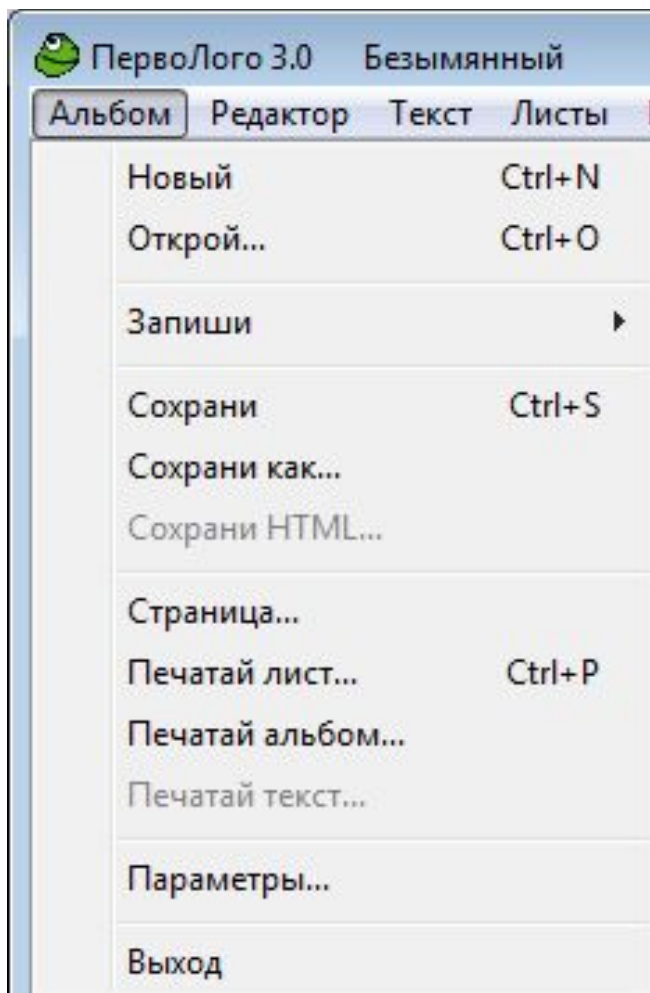 ПервоЛого 3.0 Безымянный
Альбом Редактор Текст Листы
Новый Ctrl+N
Открой... Ctrl+O
Запиши
Сохрани Ctrl+S
Сохрани как...
Сохрани HTML...
Страница...
Печатай лист... Ctrl+P
Печатай альбом...
Печатай текст...
Параметры...
Выход